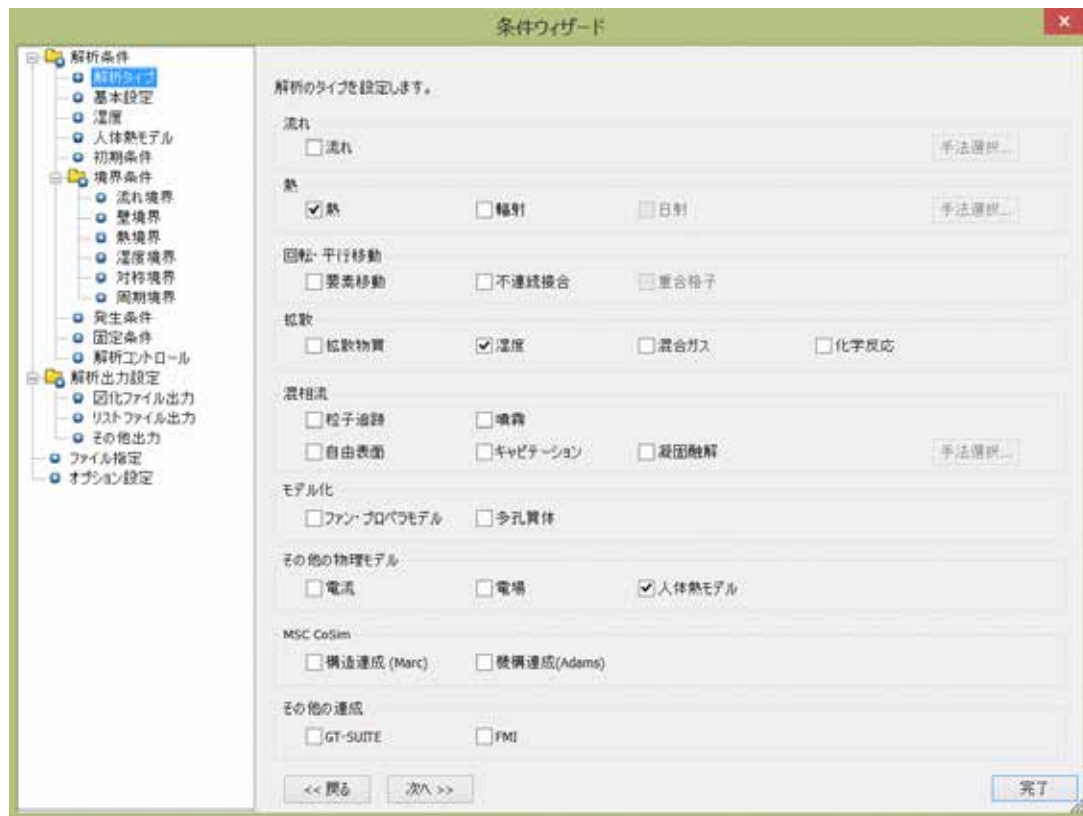 条件ウィザード
解析条件
解析タイプ
基本設定
湿度
人体熱モデル
初期条件
境界条件
流れ境界
壁境界
熱境界
湿度境界
対称境界
周期境界
発生条件
固定条件
解析コントロール
解析出力設定
図化ファイル出力
リストファイル出力
その他出力
ファイル指定
オプション設定
解析のタイプを設定します。
流れ
流れ 手法選択...
熱
熱 輻射 日射 手法選択...
回転・平行移動
要素移動 不連続接合 重合格子
拡散
拡散物質 湿度 混合ガス 化学反応
混相流
粒子追跡 噴霧
自由表面 キャビテーション 凝固融解 手法選択...
モデル化
ファン・プロペラモデル 多孔質体
その他の物理モデル
電流 電場 人体熱モデル
MSC CoSim
構造連成 (Marc) 機構連成(Adams)
その他の連成
GT-SUITE FMI
<< 戻る 次へ >> 完了